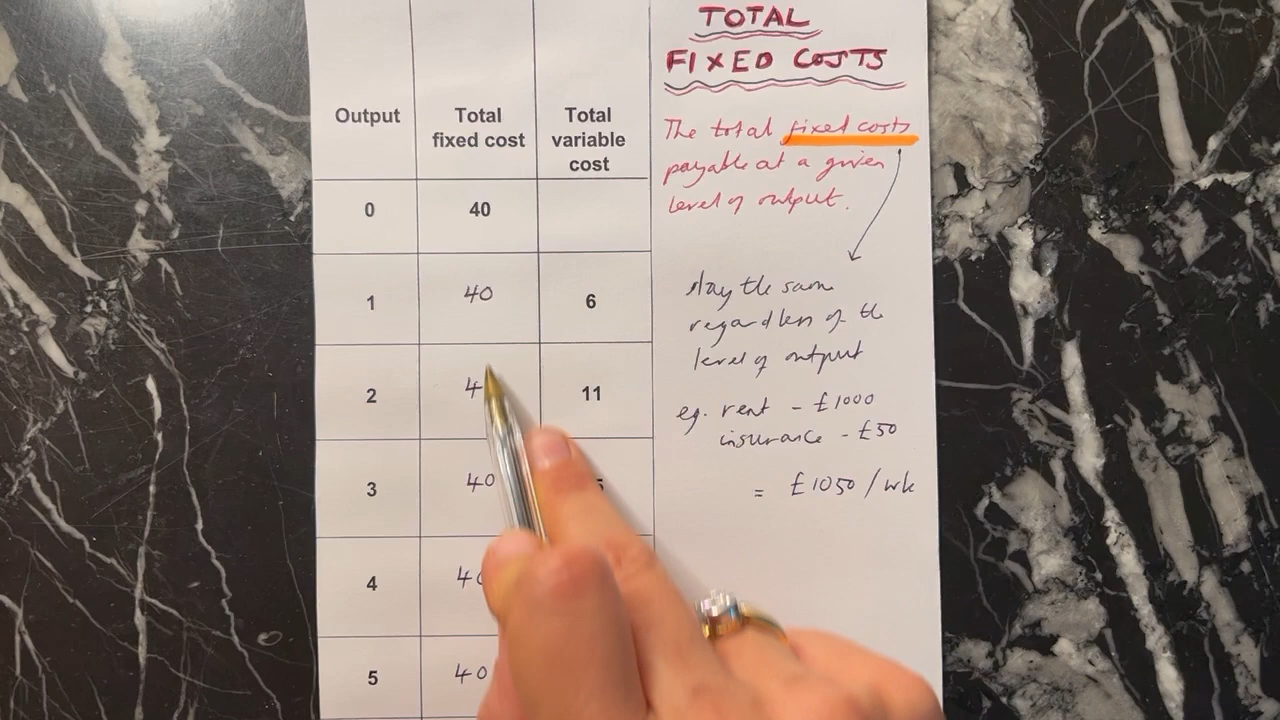 TOTAL
FIXED COSTS
Output
Total
fixed cost
Total
variable
cost
The total fixed costs
payable at a given
level of output.
0 40
1 40 6
2 4 11
3 40
4 40
5 40
stay the same
regardless of the
level of output
eg. rent - £1000
insurance - £50
= £1050 / wk